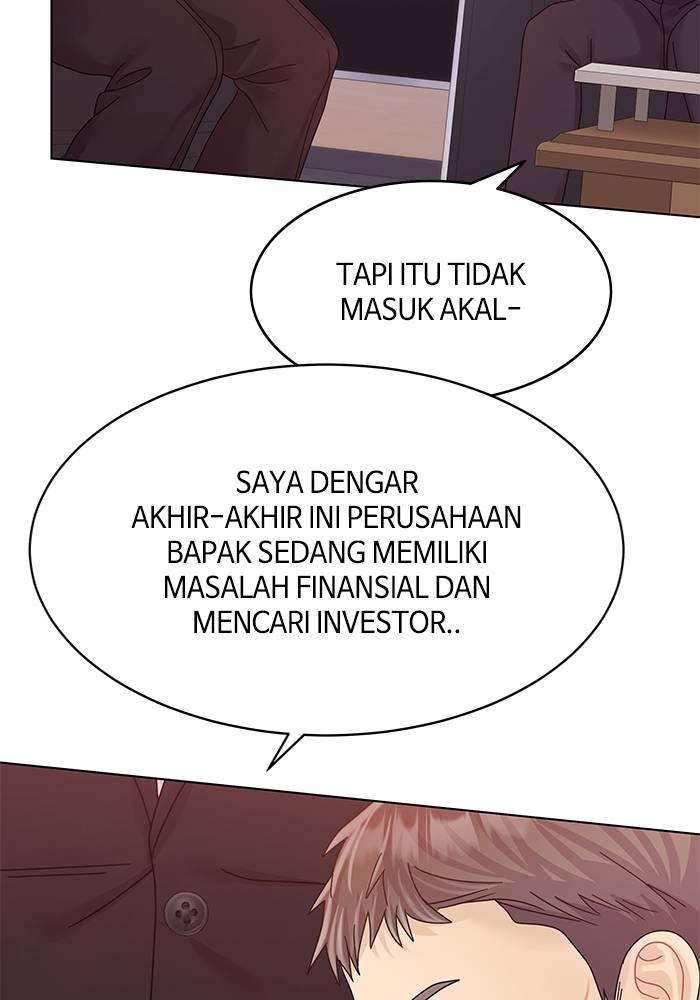 TAPI ITU TIDAK
MASUK AKAL-
SAYA DENGAR
AKHIR-AKHIR INI PERUSAHAAN
BAPAK SEDANG MEMILIKI
MASALAH FINANSIAL DAN
MENCARI INVESTOR..